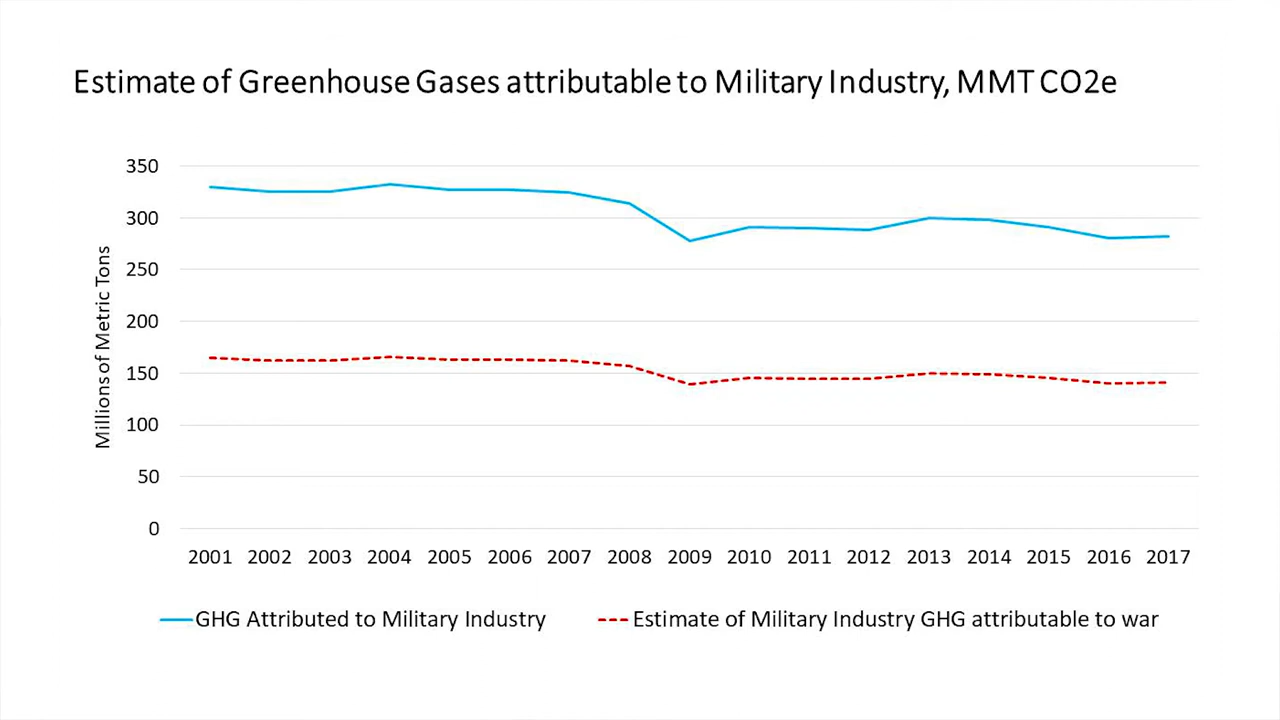 Estimate of Greenhouse Gases attributable to Military Industry, MMT CO2e
Millions of Metric Tons
350
300
250
200
150
100
50
0
2001 2002 2003 2004 2005 2006 2007 2008 2009 2010 2011 2012 2013 2014 2015 2016 2017
GHG Attributed to Military Industry
Estimate of Military Industry GHG attributable to war